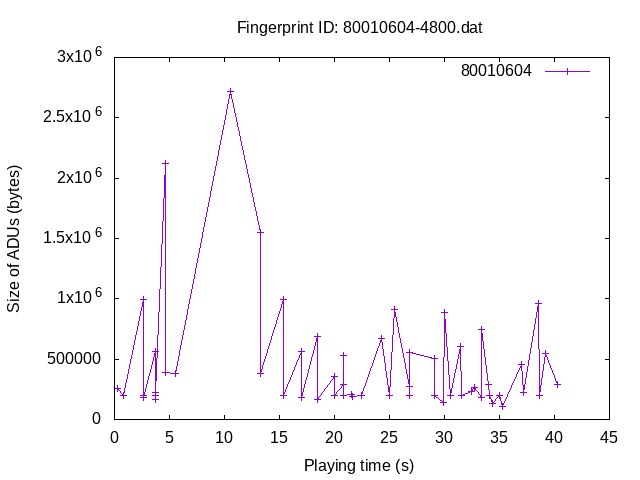 Fingerprint ID: 80010604-4800.dat
80010604
3x10^6
2.5x10^6
2x10^6
1.5x10^6
1x10^6
500000
0
Size of ADUs (bytes)
0 5 10 15 20 25 30 35 40 45
Playing time (s)